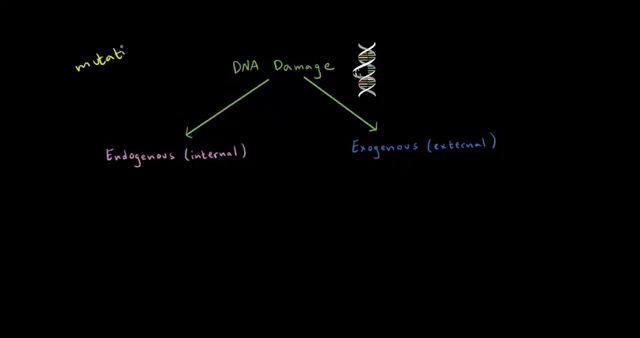 mutati
DNA Damage
Endogenous (internal)
Exogenous (external)